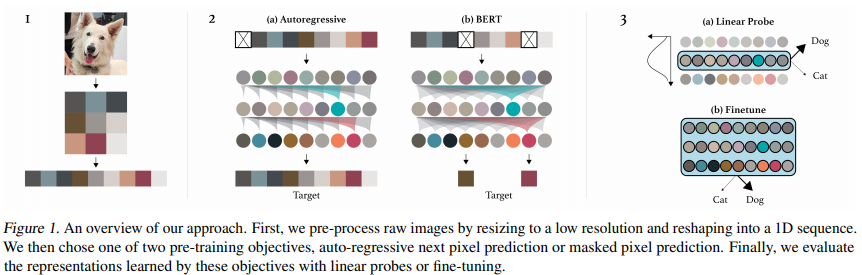 1
2
(a) Autoregressive
(b) BERT
Target
Target
3
(a) Linear Probe
Dog
Cat
(b) Finetune
Cat
Dog
Figure 1. An overview of our approach. First, we pre-process raw images by resizing to a low resolution and reshaping into a 1D sequence.
We then chose one of two pre-training objectives, auto-regressive next pixel prediction or masked pixel prediction. Finally, we evaluate
the representations learned by these objectives with linear probes or fine-tuning.